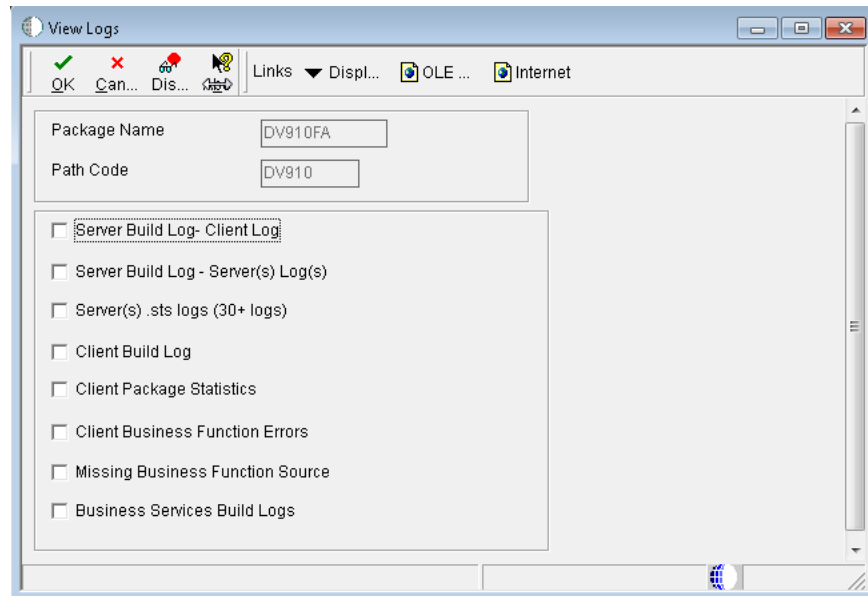 View Logs
OK Can... Dis... Links Displ... OLE ... Internet
Package Name DV910FA
Path Code DV910
Server Build Log- Client Log
Server Build Log - Server(s) Log(s)
Server(s) .sts logs (30+ logs)
Client Build Log
Client Package Statistics
Client Business Function Errors
Missing Business Function Source
Business Services Build Logs